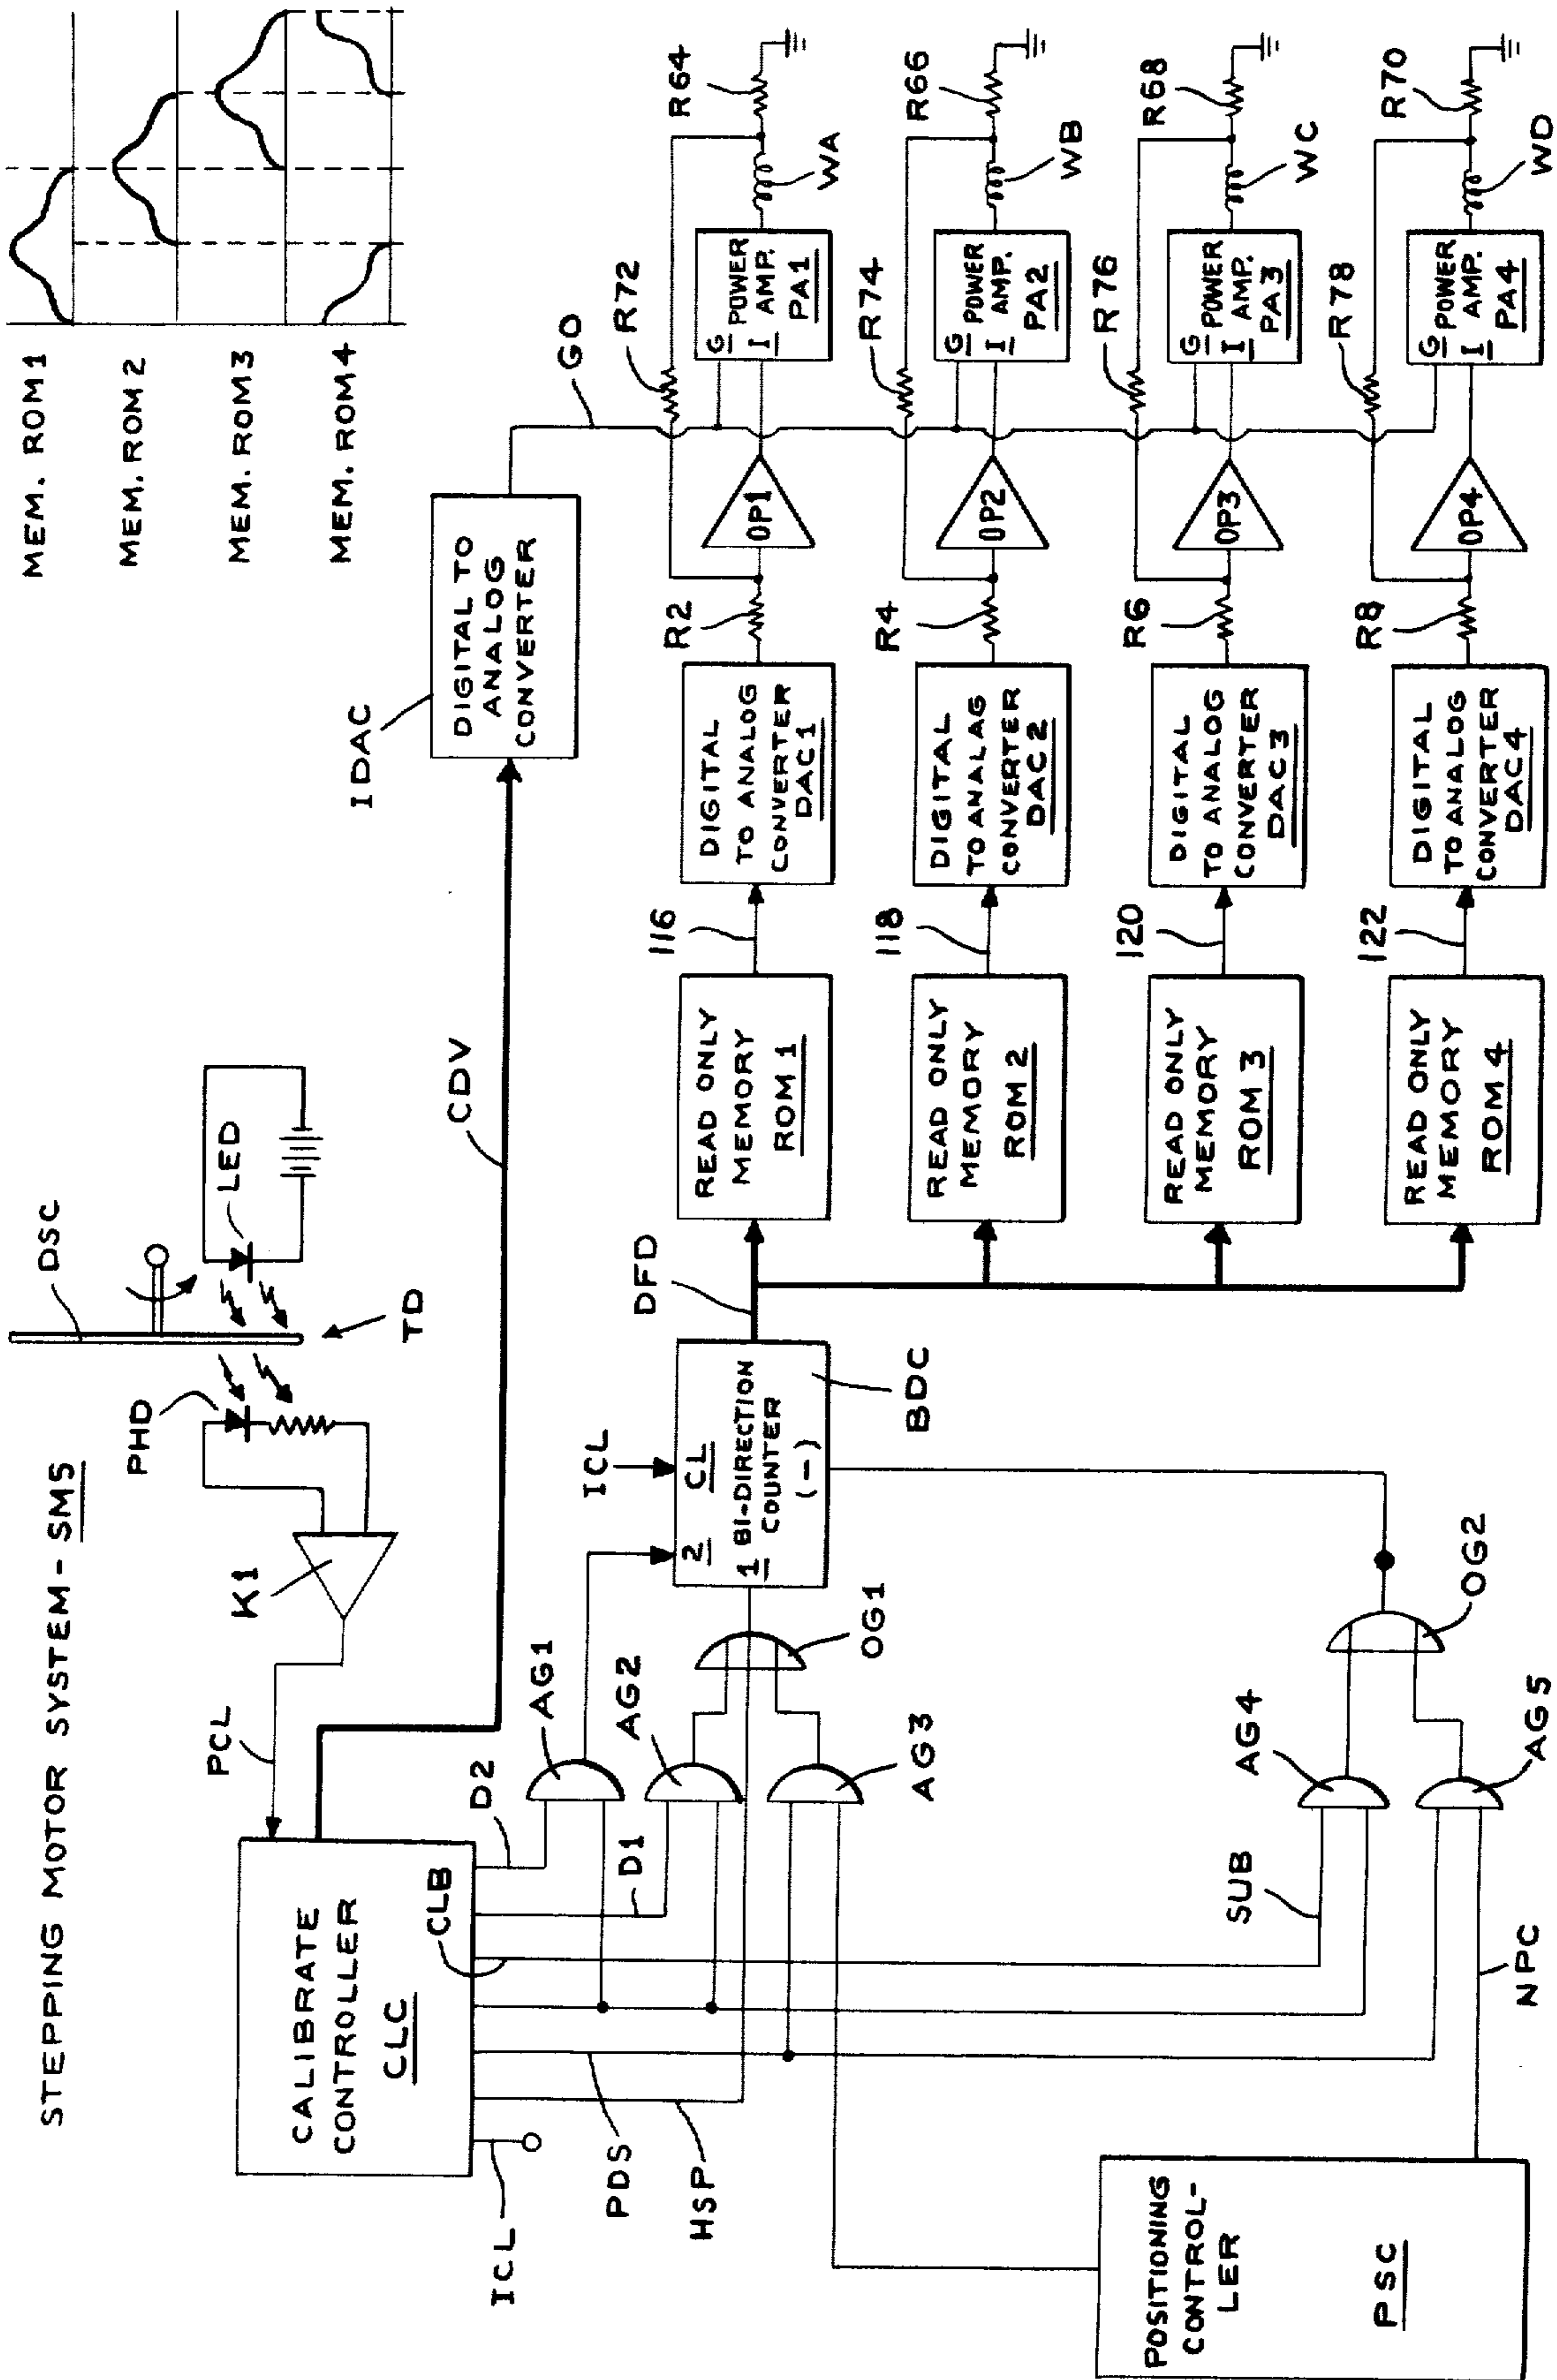 STEPPING MOTOR SYSTEM - SMS
MEM. ROM 1
MEM. ROM 2
MEM. ROM 3
MEM. ROM 4
DSC
LED
TD
PHD
K1
PCL
CALIBRATE
CONTROLLER
CLC
ICL
PDS
HSP
CLB
D1
D2
CDV
IDAC
DIGITAL TO
ANALOG
CONVERTER
GO
AG1
AG2
AG3
OG1
ICL
2
CL
1
BI-DIRECTION
COUNTER
(-)
BDC
DFD
READ ONLY
MEMORY
ROM 1
116
DIGITAL
TO ANALOG
CONVERTER
DAC 1
R2
OP1
R72
G
I
POWER
AMP.
PA1
WA
R64
READ ONLY
MEMORY
ROM 2
118
DIGITAL
TO ANALAG
CONVERTER
DAC2
R4
OP2
R74
G
I
POWER
AMP.
PA2
WB
R66
READ ONLY
MEMORY
ROM 3
120
DIGITAL
TO ANALOG
CONVERTER
DAC3
R6
OP3
R76
G
I
POWER
AMP.
PA3
WC
R68
READ ONLY
MEMORY
ROM 4
122
DIGITAL
TO ANALOG
CONVERTER
DAC4
R8
OP4
R78
G
I
POWER
AMP.
PA4
WD
R70
POSITIONING
CONTROL-
LER
PSC
SUB
NPC
AG4
AG5
OG2